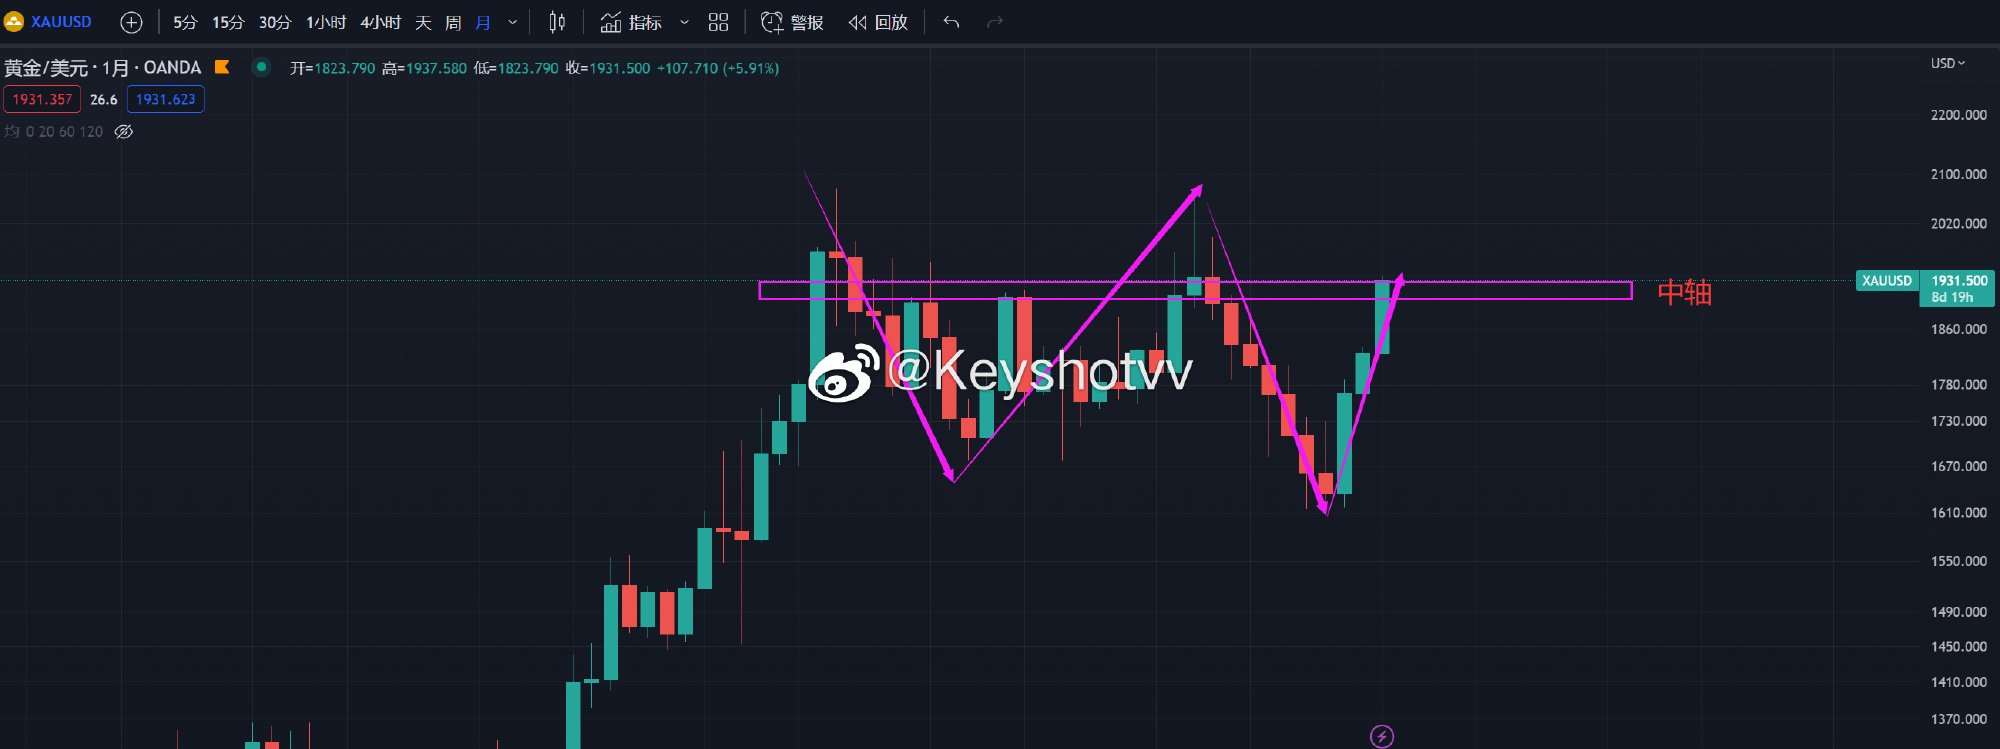 XAUUSD 5分 15分 30分 1小时 4小时 天 周 月 指标 警报 回放
黄金/美元 · 1月 · OANDA 开=1823.790 高=1937.580 低=1823.790 收=1931.500 +107.710 (+5.91%)
USD
1931.357 26.6 1931.623
均 0 20 60 120
2200.000
2100.000
2020.000
XAUUSD 1931.500
8d 19h
中轴
1860.000
@Keyshotvv
1780.000
1730.000
1670.000
1610.000
1550.000
1490.000
1450.000
1410.000
1370.000